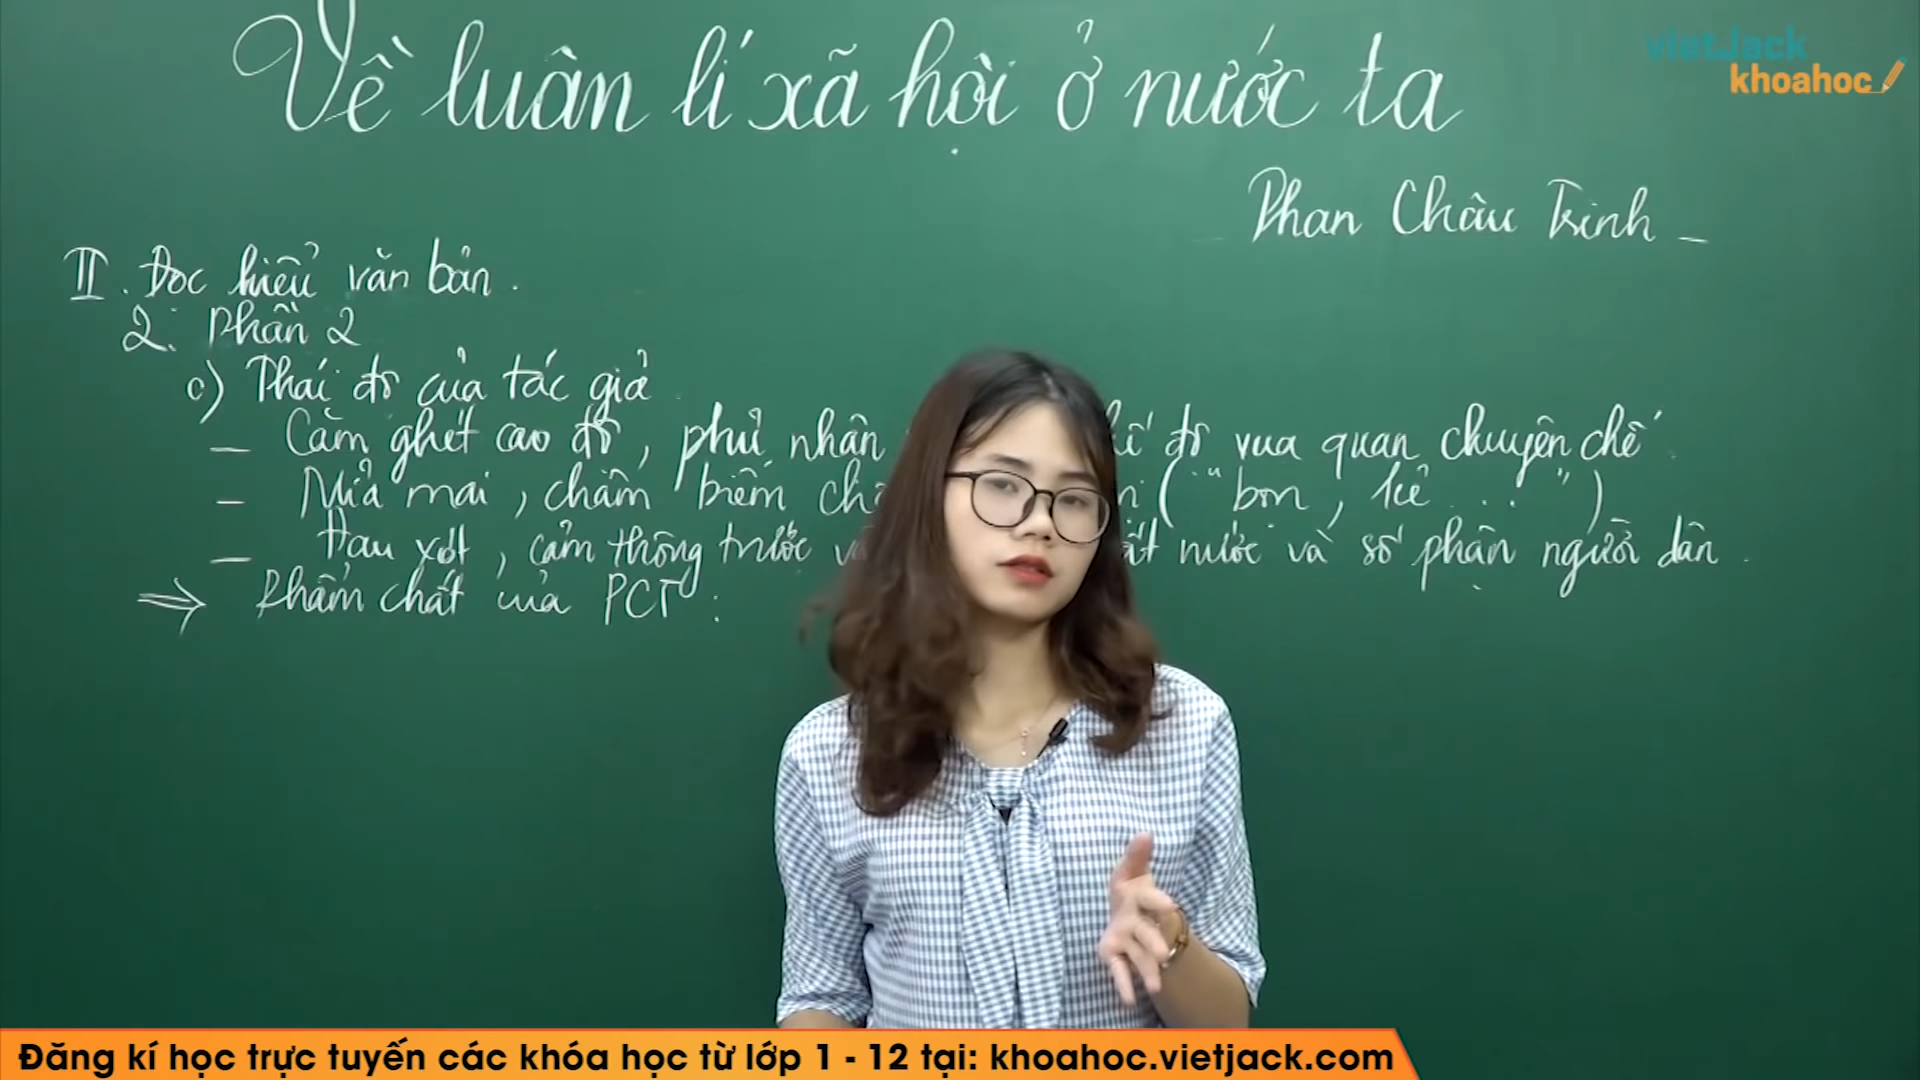 Về luân lí xã hội ở nước ta
vietJack
khoahoc
Phan Châu Trinh
II. Đọc hiểu văn bản.
2. Phần 2
c) Thái độ của tác giả
- Căm ghét cao độ, phủ nhận độ vua quan chuyên chế
- Mỉa mai, châm biếm ("bọn, kẻ...")
- Đau xót, cảm thông trước nước và số phận người dân.
⇒ Phẩm chất của PCT:
Đăng kí học trực tuyến các khóa học từ lớp 1 - 12 tại: khoahoc.vietjack.com